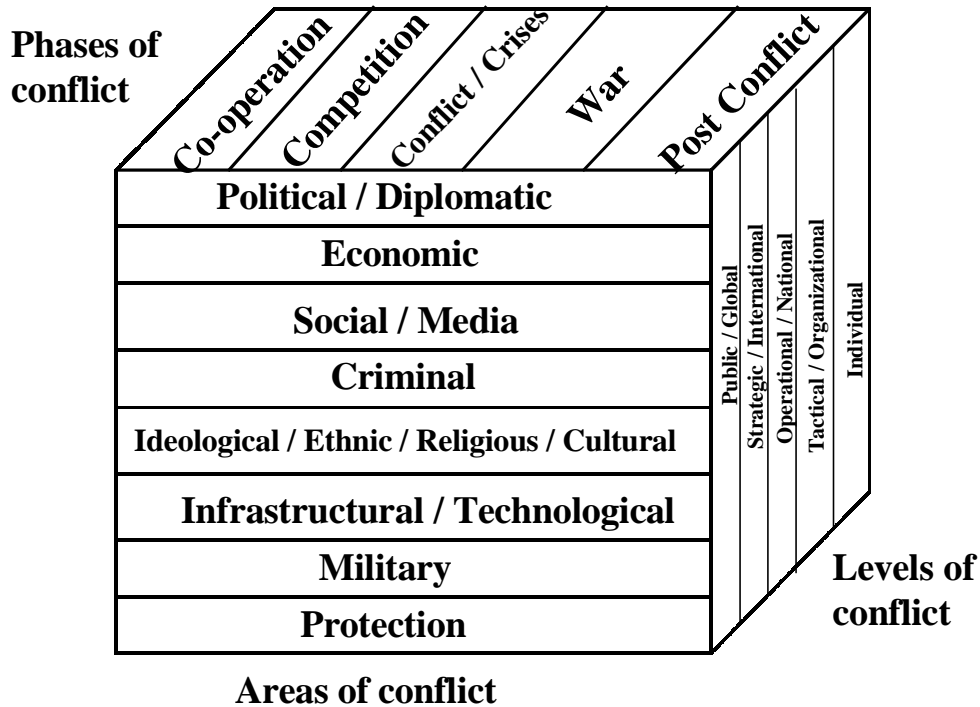 Phases of
conflict
Co-operation
Competition
Conflict / Crises
War
Post Conflict
Political / Diplomatic
Economic
Social / Media
Criminal
Ideological / Ethnic / Religious / Cultural
Infrastructural / Technological
Military
Protection
Public / Global
Strategic / International
Operational / National
Tactical / Organizational
Individual
Levels of
conflict
Areas of conflict